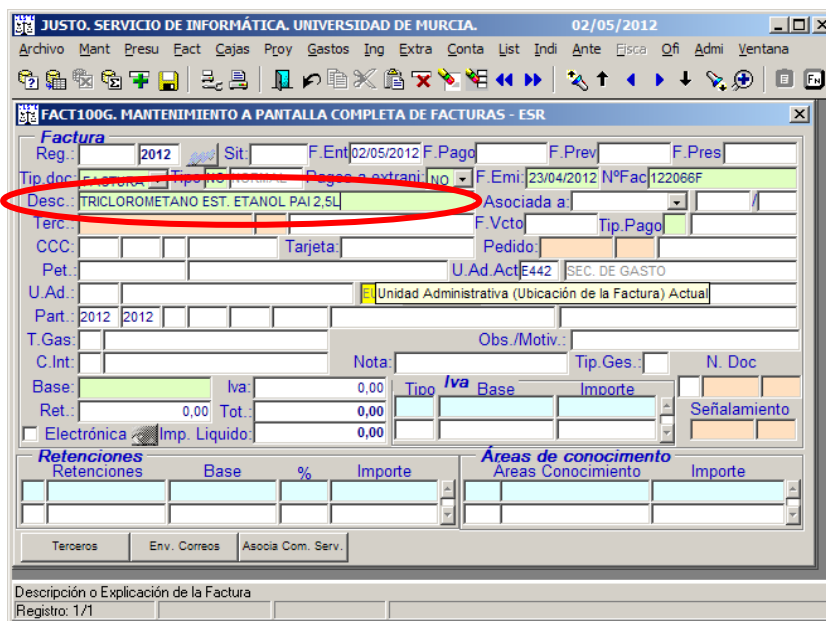 JUSTO. SERVICIO DE INFORMÁTICA. UNIVERSIDAD DE MURCIA. 02/05/2012
Archivo Mant Presu Fact Cajas Proy Gastos Ing Extra Conta List Indi Ante Fisca Ofi Admi Ventana
FACT100G. MANTENIMIENTO A PANTALLA COMPLETA DE FACTURAS - ESR
Factura
Reg.: 2012 Sit: F.Ent 02/05/2012 F.Pago F.Prev F.Pres
Tip.doc: FACTURA Tipo NO NORMAL Pagos a extranj: NO F.Emi: 23/04/2012 NºFac 122066F
Desc.: TRICLOROMETANO EST. ETANOL PAI 2,5L Asociada a: /
Terc.: F.Vcto Tip.Pago
CCC: Tarjeta: Pedido:
Pet.: U.Ad.Act E442 SEC. DE GASTO
U.Ad.: Unidad Administrativa (Ubicación de la Factura) Actual
Part.: 2012 2012
T.Gas: Obs./Motiv.:
C.Int: Nota: Tip.Ges.: N. Doc
Base: Iva: 0,00 Tipo Iva Base Importe
Ret.: 0,00 Tot.: 0,00 Señalamiento
Electrónica Imp. Liquido: 0,00
Retenciones Áreas de conocimento
Retenciones Base % Importe Áreas Conocimiento Importe
Terceros Env. Correos Asocia Com. Serv.
Descripción o Explicación de la Factura
Registro: 1/1